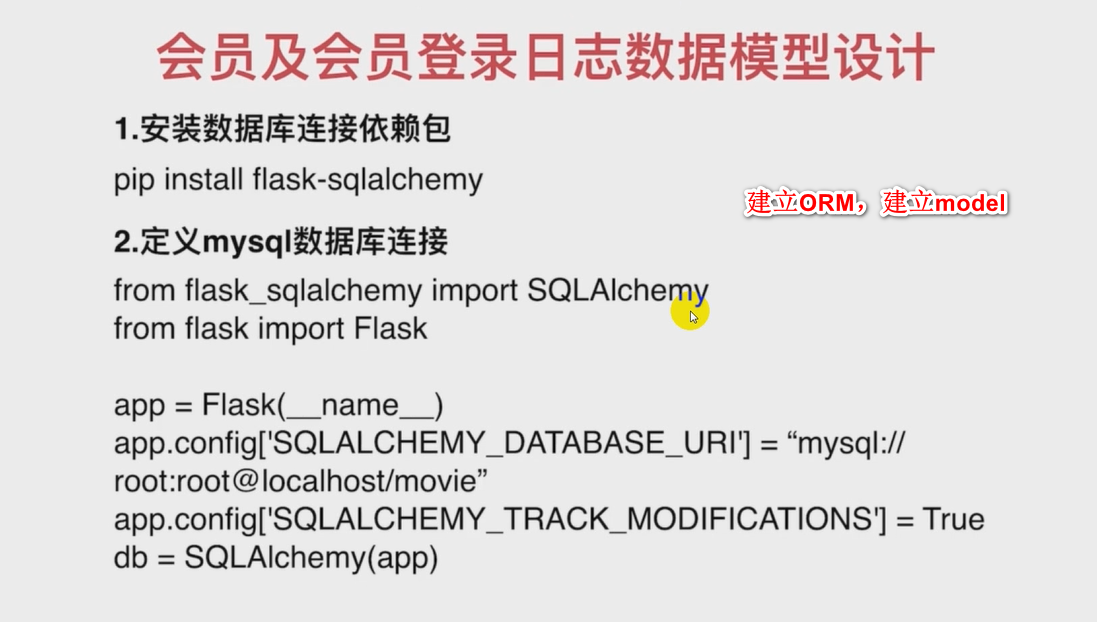 会员及会员登录日志数据模型设计
1.安装数据库连接依赖包
pip install flask-sqlalchemy
建立ORM，建立model
2.定义mysql数据库连接
from flask_sqlalchemy import SQLAlchemy
from flask import Flask
app = Flask(__name__)
app.config['SQLALCHEMY_DATABASE_URI'] = “mysql://
root:root@localhost/movie”
app.config['SQLALCHEMY_TRACK_MODIFICATIONS'] = True
db = SQLAlchemy(app)